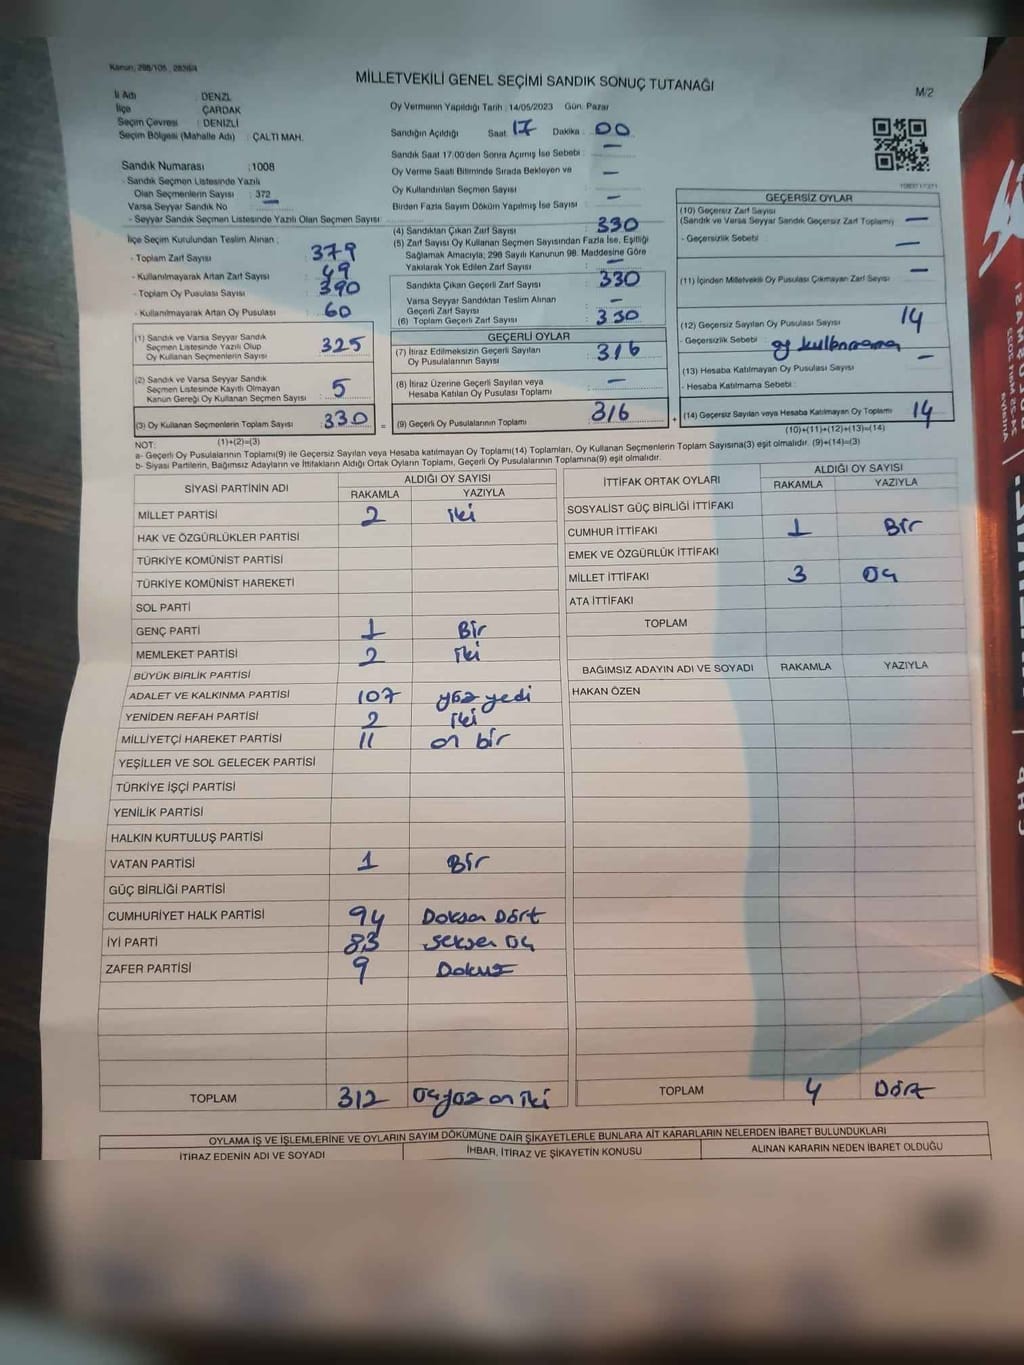 Kanun, 298/105 , 2839/4
MİLLETVEKİLİ GENEL SEÇİMİ SANDIK SONUÇ TUTANAĞI
M/2
İl Adı : DENZL
İlçe : ÇARDAK
Seçim Çevresi : DENİZLİ
Seçim Bölgesi (Mahalle Adı) : ÇALTI MAH.
Oy Vermenin Yapıldığı Tarih : 14/05/2023 Gün: Pazar
Sandığın Açıldığı Saat: 17 Dakika : 00
Sandık Saat 17:00'den Sonra Açılmış İse Sebebi : —
Oy Verme Saati Bitiminde Sırada Bekleyen ve
Oy Kullandırılan Seçmen Sayısı : —
Birden Fazla Sayım Döküm Yapılmış İse Sayısı : —
Sandık Numarası : 1008
- Sandık Seçmen Listesinde Yazılı
Olan Seçmenlerin Sayısı : 372
Varsa Seyyar Sandık No : —
- Seyyar Sandık Seçmen Listesinde Yazılı Olan Seçmen Sayısı
İlçe Seçim Kurulundan Teslim Alınan :
- Toplam Zarf Sayısı : 379
- Kullanılmayarak Artan Zarf Sayısı : 49
- Toplam Oy Pusulası Sayısı : 390
- Kullanılmayarak Artan Oy Pusulası : 60
(1) Sandık ve Varsa Seyyar Sandık
Seçmen Listesinde Yazılı Olup
Oy Kullanan Seçmenlerin Sayısı : 325
(2) Sandık ve Varsa Seyyar Sandık
Seçmen Listesinde Kayıtlı Olmayan
Kanun Gereği Oy Kullanan Seçmen Sayısı : 5
(3) Oy Kullanan Seçmenlerin Toplam Sayısı : 330
(1)+(2)=(3)
(4) Sandıktan Çıkan Zarf Sayısı : 330
(5) Zarf Sayısı Oy Kullanan Seçmen Sayısından Fazla İse, Eşitliği
Sağlamak Amacıyla; 298 Sayılı Kanunun 98. Maddesine Göre
Yakılarak Yok Edilen Zarf Sayısı : —
Sandıkta Çıkan Geçerli Zarf Sayısı : 330
Varsa Seyyar Sandıktan Teslim Alınan
Geçerli Zarf Sayısı : —
(6) Toplam Geçerli Zarf Sayısı : 330
GEÇERLİ OYLAR
(7) İtiraz Edilmeksizin Geçerli Sayılan
Oy Pusulalarının Sayısı : 316
(8) İtiraz Üzerine Geçerli Sayılan veya
Hesaba Katılan Oy Pusulası Toplamı : —
= (9) Geçerli Oy Pusulalarının Toplamı : 316 +
GEÇERSİZ OYLAR
(10) Geçersiz Zarf Sayısı
(Sandık ve Varsa Seyyar Sandık Geçersiz Zarf Toplamı) : —
- Geçersizlik Sebebi : —
(11) İçinden Milletvekili Oy Pusulası Çıkmayan Zarf Sayısı : —
(12) Geçersiz Sayılan Oy Pusulası Sayısı : 14
- Geçersizlik Sebebi : oy kullanmama
(13) Hesaba Katılmayan Oy Pusulası Sayısı : —
- Hesaba Katılmama Sebebi :
(14) Geçersiz Sayılan veya Hesaba Katılmayan Oy Toplamı : 14
(10)+(11)+(12)+(13)=(14)
NOT:
a- Geçerli Oy Pusulalarının Toplamı(9) ile Geçersiz Sayılan veya Hesaba katılmayan Oy Toplamı(14) Toplamları, Oy Kullanan Seçmenlerin Toplam Sayısına(3) eşit olmalıdır. (9)+(14)=(3)
b- Siyasi Partilerin, Bağımsız Adayların ve İttifakların Aldığı Ortak Oyların Toplamı, Geçerli Oy Pusulalarının Toplamına(9) eşit olmalıdır.
SİYASİ PARTİNİN ADI ALDIĞI OY SAYISI
RAKAMLA YAZIYLA
MİLLET PARTİSİ 2 iki
HAK VE ÖZGÜRLÜKLER PARTİSİ
TÜRKİYE KOMÜNİST PARTİSİ
TÜRKİYE KOMÜNİST HAREKETİ
SOL PARTİ
GENÇ PARTİ 1 Bir
MEMLEKET PARTİSİ 2 iki
BÜYÜK BİRLİK PARTİSİ
ADALET VE KALKINMA PARTİSİ 107 yüz yedi
YENİDEN REFAH PARTİSİ 2 iki
MİLLİYETÇİ HAREKET PARTİSİ 11 on bir
YEŞİLLER VE SOL GELECEK PARTİSİ
TÜRKİYE İŞÇİ PARTİSİ
YENİLİK PARTİSİ
HALKIN KURTULUŞ PARTİSİ
VATAN PARTİSİ 1 Bir
GÜÇ BİRLİĞİ PARTİSİ
CUMHURİYET HALK PARTİSİ 94 Doksan Dört
İYİ PARTİ 83 seksen üç
ZAFER PARTİSİ 9 Dokuz
TOPLAM 312 üçyüz on iki
İTTİFAK ORTAK OYLARI ALDIĞI OY SAYISI
RAKAMLA YAZIYLA
SOSYALİST GÜÇ BİRLİĞİ İTTİFAKI
CUMHUR İTTİFAKI 1 Bir
EMEK VE ÖZGÜRLÜK İTTİFAKI
MİLLET İTTİFAKI 3 üç
ATA İTTİFAKI
TOPLAM
BAĞIMSIZ ADAYIN ADI VE SOYADI RAKAMLA YAZIYLA
HAKAN ÖZEN
TOPLAM 4 Dört
OYLAMA İŞ VE İŞLEMLERİNE VE OYLARIN SAYIM DÖKÜMÜNE DAİR ŞİKAYETLERLE BUNLARA AİT KARARLARIN NELERDEN İBARET BULUNDUKLARI
İTİRAZ EDENİN ADI VE SOYADI İHBAR, İTİRAZ VE ŞİKAYETİN KONUSU ALINAN KARARIN NEDEN İBARET OLDUĞU